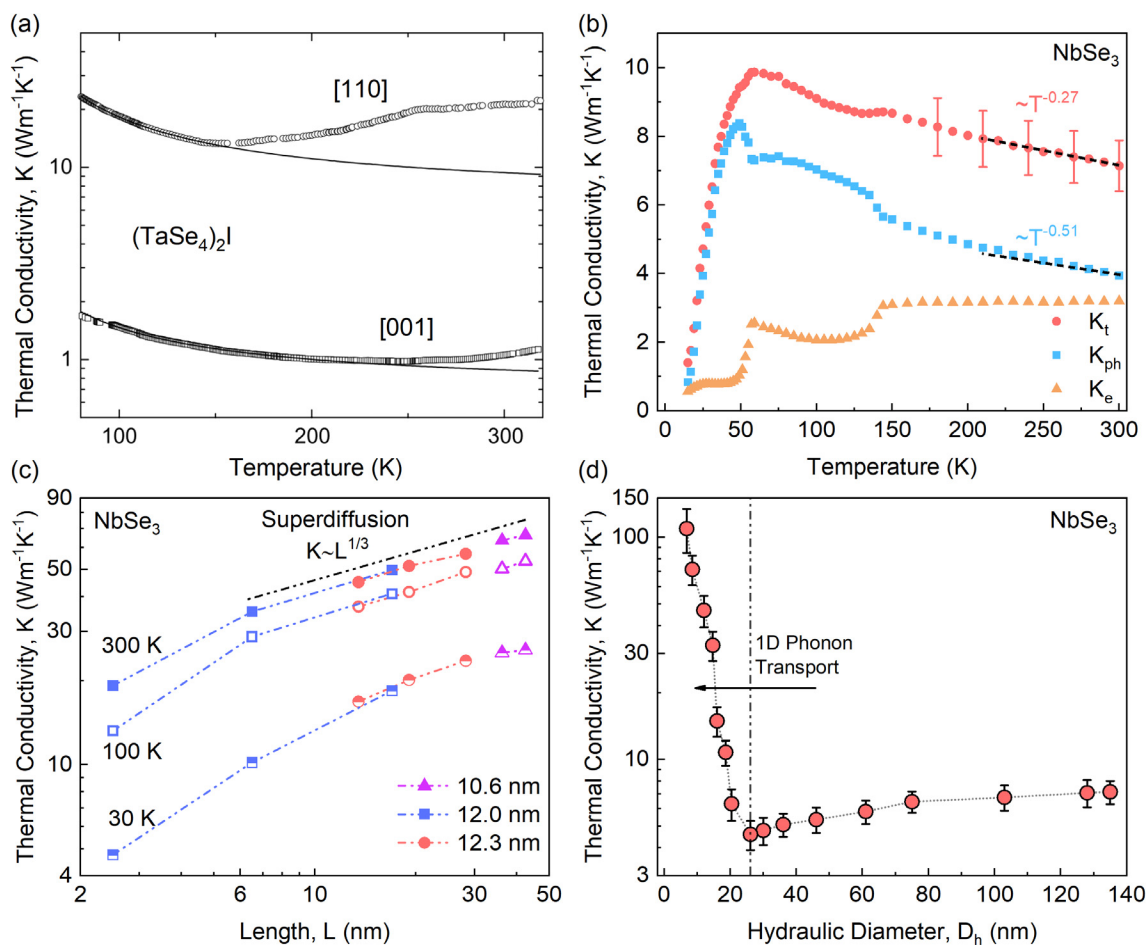 (a)
Thermal Conductivity, K (Wm⁻¹K⁻¹)
10
1
[110]
(TaSe₄)₂I
[001]
100
200
300
Temperature (K)
(b)
Thermal Conductivity, K (Wm⁻¹K⁻¹)
10
8
6
4
2
0
NbSe₃
~T⁻⁰·²⁷
~T⁻⁰·⁵¹
Kₜ
Kₚₕ
Kₑ
0
50
100
150
200
250
300
Temperature (K)
(c)
Thermal Conductivity, K (Wm⁻¹K⁻¹)
90
50
30
10
4
NbSe₃
Superdiffusion
K~L¹ᐟ³
300 K
100 K
30 K
10.6 nm
12.0 nm
12.3 nm
2
6
10
30
50
Length, L (nm)
(d)
Thermal Conductivity, K (Wm⁻¹K⁻¹)
150
100
30
10
3
NbSe₃
1D Phonon
Transport
0
20
40
60
80
100
120
140
Hydraulic Diameter, Dₕ (nm)